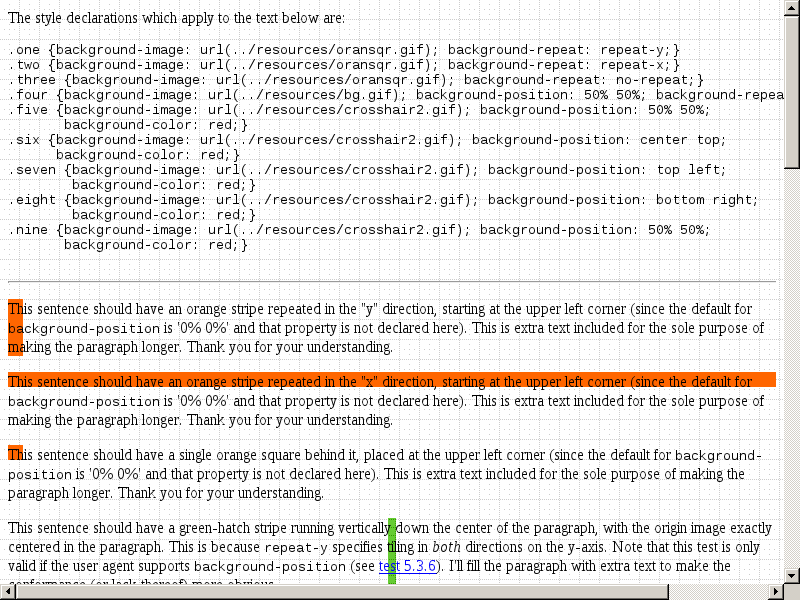 The style declarations which apply to the text below are:
.one {background-image: url(../resources/oransqr.gif); background-repeat: repeat-y;}
.two {background-image: url(../resources/oransqr.gif); background-repeat: repeat-x;}
.three {background-image: url(../resources/oransqr.gif); background-repeat: no-repeat;}
.four {background-image: url(../resources/bg.gif); background-position: 50% 50%; background-repea
.five {background-image: url(../resources/crosshair2.gif); background-position: 50% 50%;
background-color: red;}
.six {background-image: url(../resources/crosshair2.gif); background-position: center top;
background-color: red;}
.seven {background-image: url(../resources/crosshair2.gif); background-position: top left;
background-color: red;}
.eight {background-image: url(../resources/crosshair2.gif); background-position: bottom right;
background-color: red;}
.nine {background-image: url(../resources/crosshair2.gif); background-position: 50% 50%;
background-color: red;}
This sentence should have an orange stripe repeated in the "y" direction, starting at the upper left corner (since the default for
background-position is '0% 0%' and that property is not declared here). This is extra text included for the sole purpose of
making the paragraph longer. Thank you for your understanding.
This sentence should have an orange stripe repeated in the "x" direction, starting at the upper left corner (since the default for
background-position is '0% 0%' and that property is not declared here). This is extra text included for the sole purpose of
making the paragraph longer. Thank you for your understanding.
This sentence should have a single orange square behind it, placed at the upper left corner (since the default for background-
position is '0% 0%' and that property is not declared here). This is extra text included for the sole purpose of making the
paragraph longer. Thank you for your understanding.
This sentence should have a green-hatch stripe running vertically down the center of the paragraph, with the origin image exactly
centered in the paragraph. This is because repeat-y specifies tiling in both directions on the y-axis. Note that this test is only
valid if the user agent supports background-position (see test 5.3.6). I'll fill the paragraph with extra text to make the
conformance (or lack thereof) more obvious.